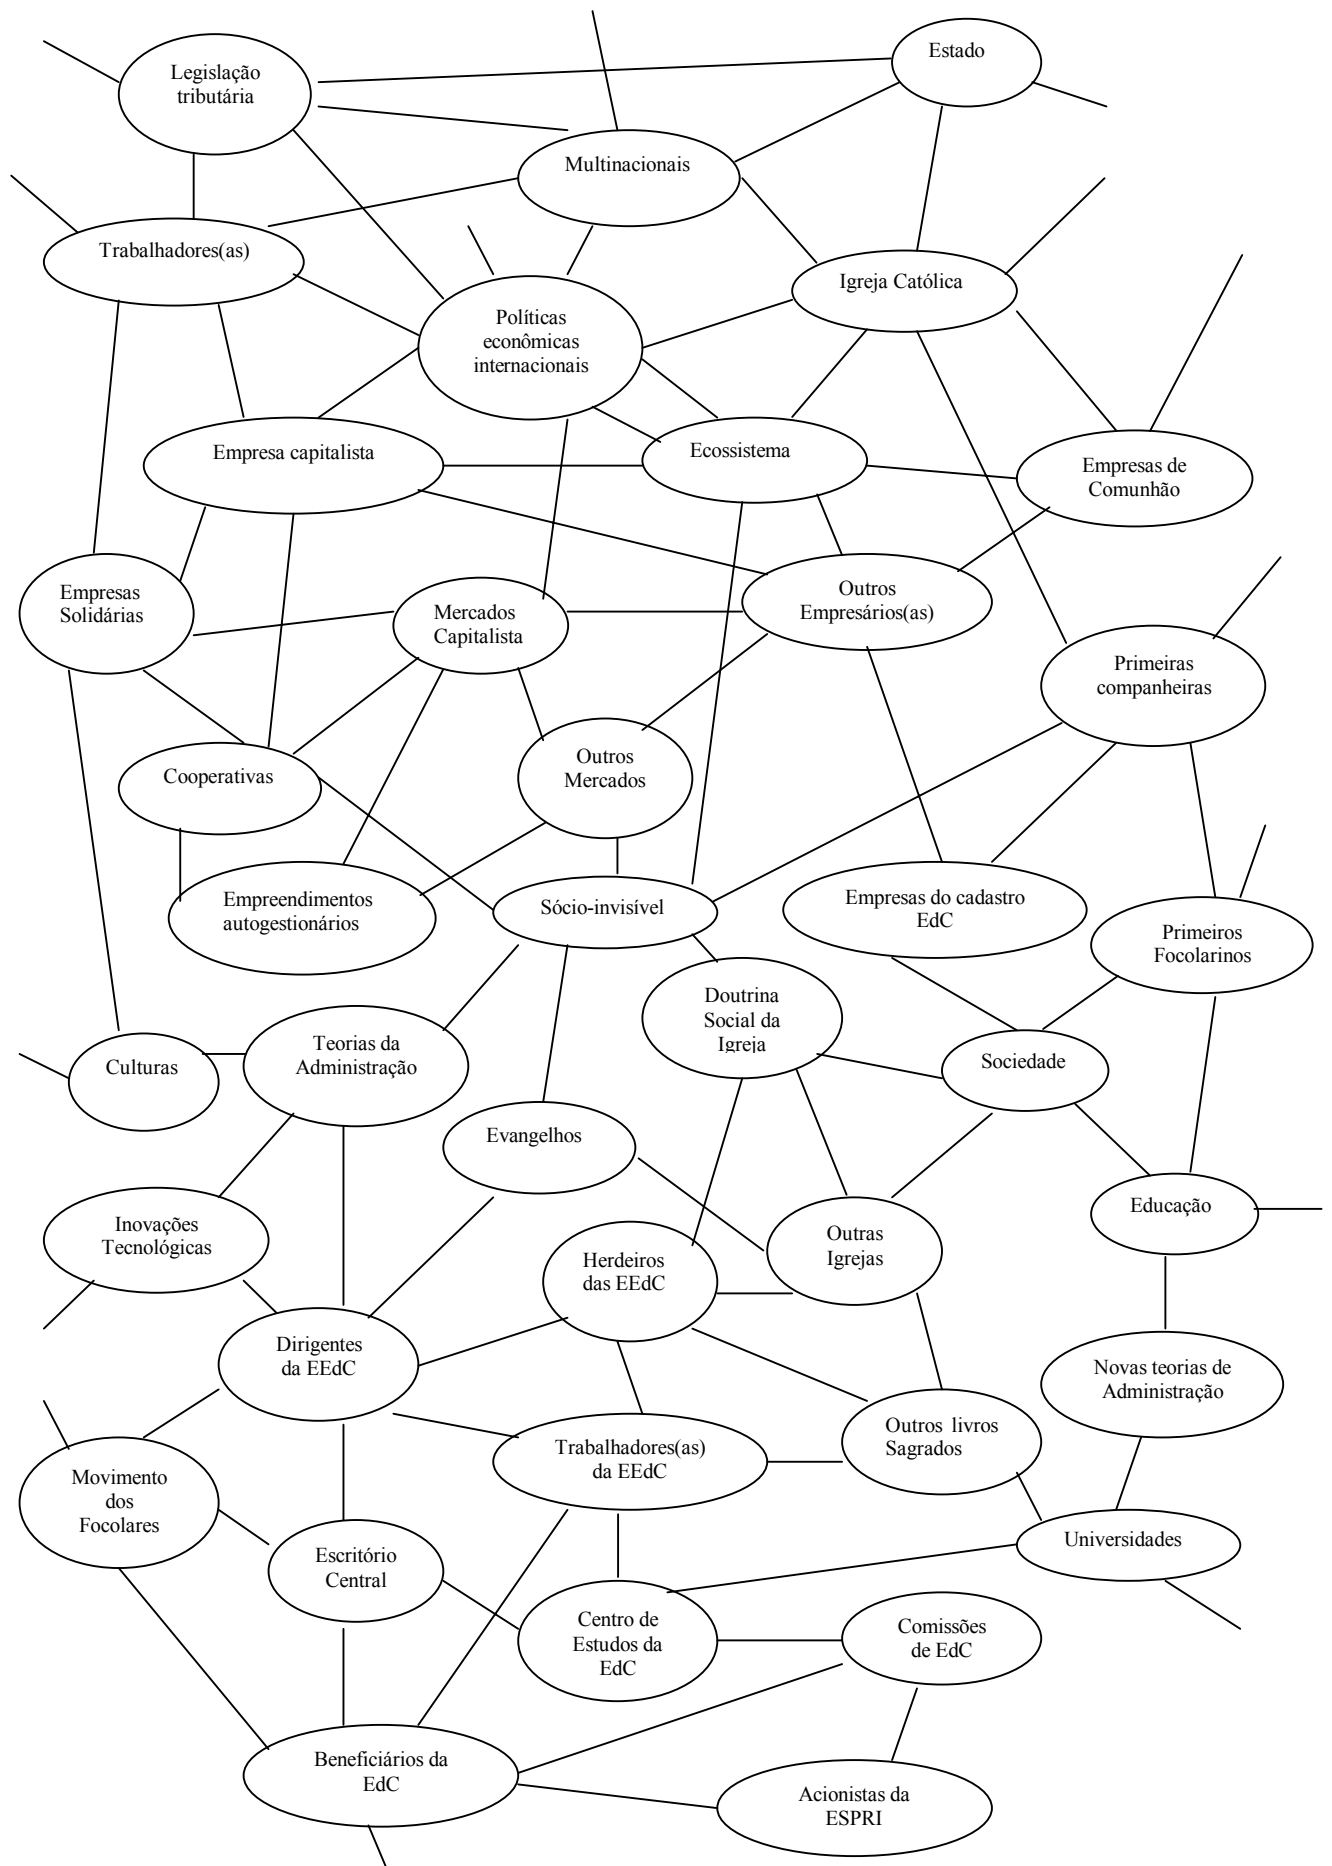 Estado
Legislação
tributária
Multinacionais
Trabalhadores(as)
Igreja Católica
Políticas
econômicas
internacionais
Empresa capitalista
Ecossistema
Empresas de
Comunhão
Empresas
Solidárias
Mercados
Capitalista
Outros
Empresários(as)
Primeiras
companheiras
Cooperativas
Outros
Mercados
Empreendimentos
autogestionários
Sócio-invisível
Empresas do cadastro
EdC
Primeiros
Focolarinos
Doutrina
Social da
Igreja
Culturas
Teorias da
Administração
Sociedade
Evangelhos
Educação
Inovações
Tecnológicas
Herdeiros
das EEdC
Outras
Igrejas
Dirigentes
da EEdC
Novas teorias de
Administração
Outros livros
Sagrados
Trabalhadores(as)
da EEdC
Movimento
dos
Focolares
Universidades
Escritório
Central
Centro de
Estudos da
EdC
Comissões
de EdC
Beneficiários da
EdC
Acionistas da
ESPRI